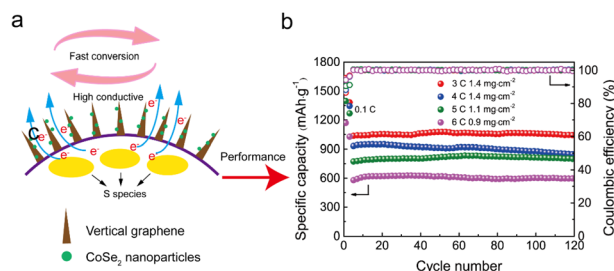 a
Fast conversion
High conductive
e⁻
e⁻
C
e⁻
e⁻
e⁻
e⁻
e⁻
S species
Vertical graphene
CoSe₂ nanoparticles
Performance
b
Specific capacity (mAh g⁻¹)
1800
1500
1200
900
600
300
0
0.1 C
3 C 1.4 mg·cm⁻²
4 C 1.4 mg·cm⁻²
5 C 1.1 mg·cm⁻²
6 C 0.9 mg·cm⁻²
100
80
60
40
20
0
Coulombic efficiency (%)
0 20 40 60 80 100 120
Cycle number